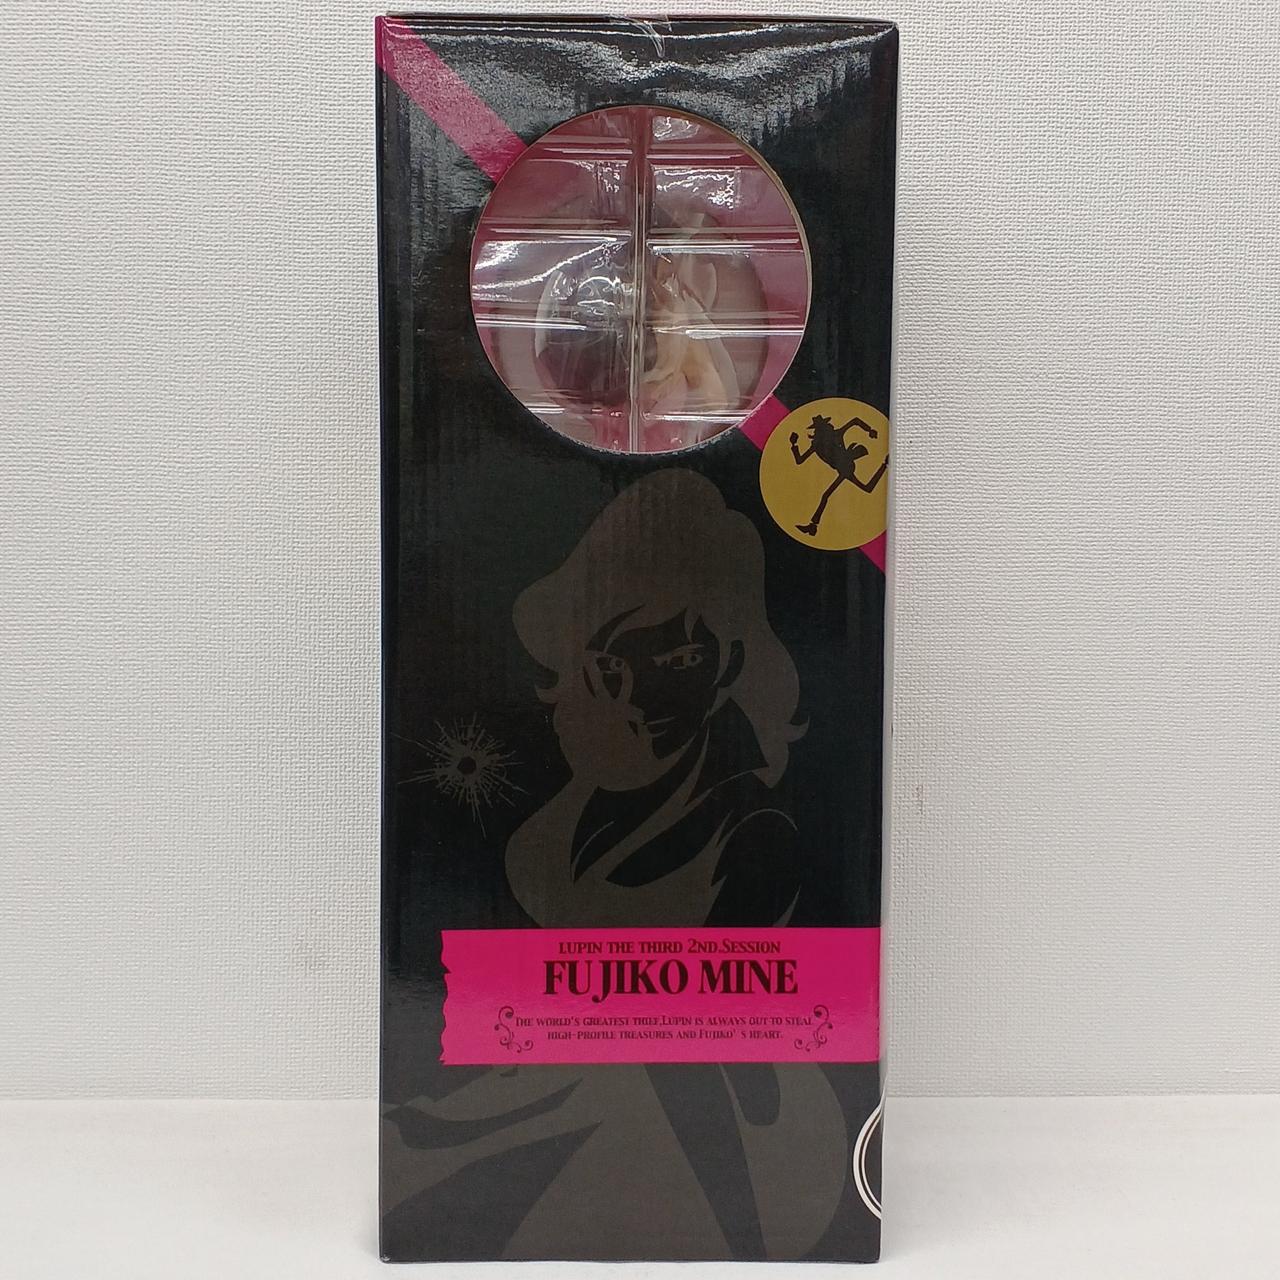 LUPIN THE THIRD 2ND.SESSION
FUJIKO MINE
THE WORLD'S GREATEST THIEF,LUPIN IS ALWAYS OUT TO STEAL
HIGH-PROFILE TREASURES AND FUJIKO'S HEART.